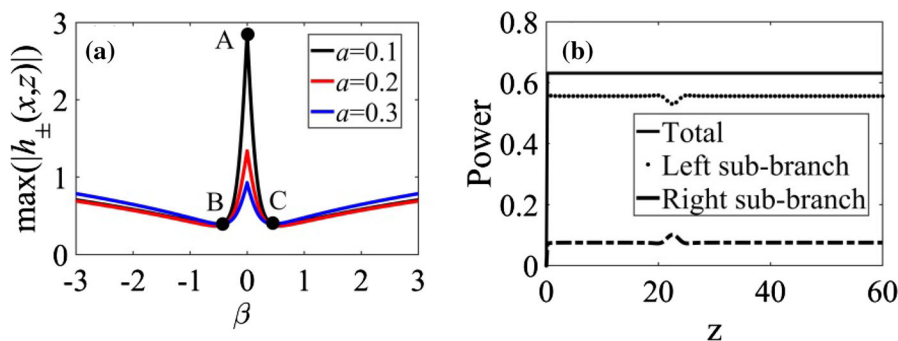 (a)
A
a=0.1
a=0.2
a=0.3
B
C
3
2
1
0
-3
-2
-1
0
1
2
3
β
max(|h±(x,z)|)
(b)
0.8
0.6
0.4
0.2
0
Total
Left sub-branch
Right sub-branch
0
20
40
60
z
Power